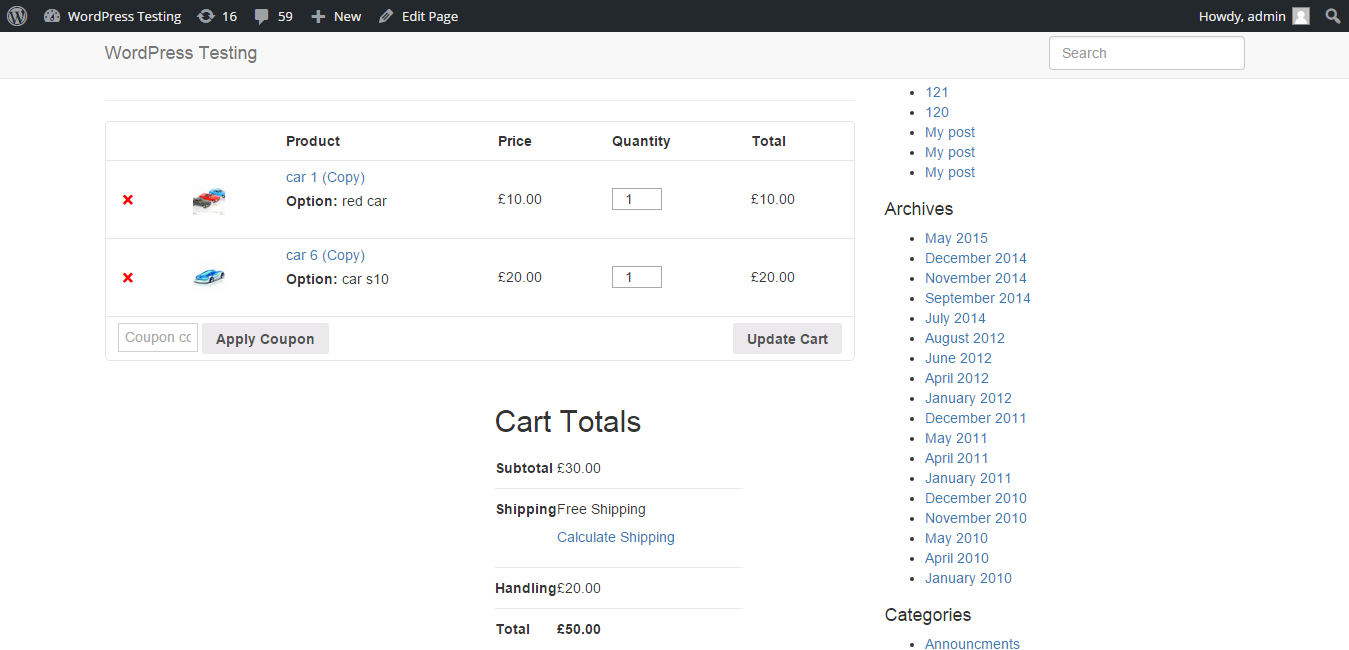 WordPress Testing 16 59 New Edit Page Howdy, admin
WordPress Testing Search
Product Price Quantity Total
car 1 (Copy)
Option: red car £10.00 1 £10.00
car 6 (Copy)
Option: car s10 £20.00 1 £20.00
Coupon cc Apply Coupon Update Cart
Cart Totals
Subtotal £30.00
Shipping Free Shipping
Calculate Shipping
Handling £20.00
Total £50.00
121
120
My post
My post
My post
Archives
May 2015
December 2014
November 2014
September 2014
July 2014
August 2012
June 2012
April 2012
January 2012
December 2011
May 2011
April 2011
January 2011
December 2010
November 2010
May 2010
April 2010
January 2010
Categories
Announcments